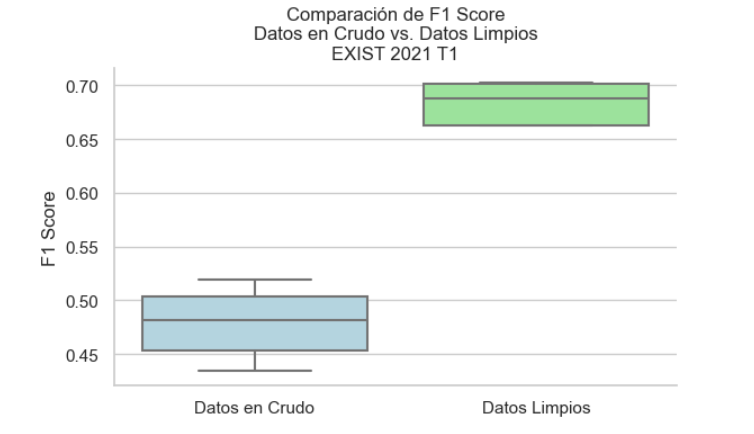 Comparación de F1 Score
Datos en Crudo vs. Datos Limpios
EXIST 2021 T1
0.70
0.65
0.60
0.55
0.50
0.45
F1 Score
Datos en Crudo
Datos Limpios